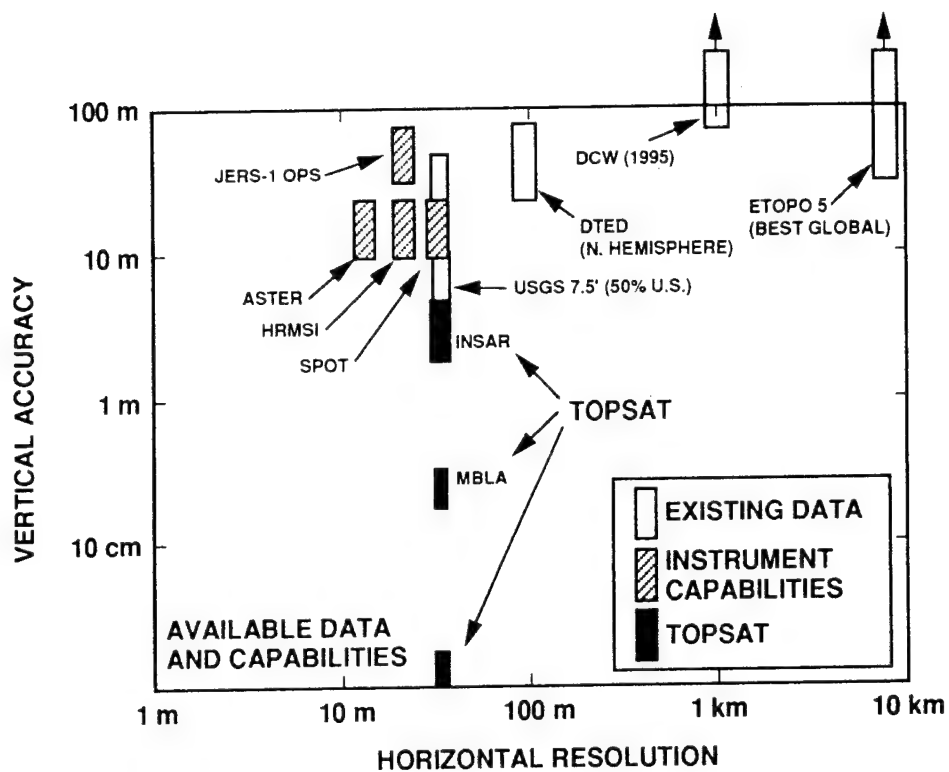 100 m
10 m
1 m
10 cm
VERTICAL ACCURACY
JERS-1 OPS
ASTER
HRMSI
SPOT
DCW (1995)
DTED
(N. HEMISPHERE)
ETOPO 5
(BEST GLOBAL)
USGS 7.5' (50% U.S.)
INSAR
TOPSAT
MBLA
EXISTING DATA
INSTRUMENT
CAPABILITIES
TOPSAT
AVAILABLE DATA
AND CAPABILITIES
1 m
10 m
100 m
1 km
10 km
HORIZONTAL RESOLUTION